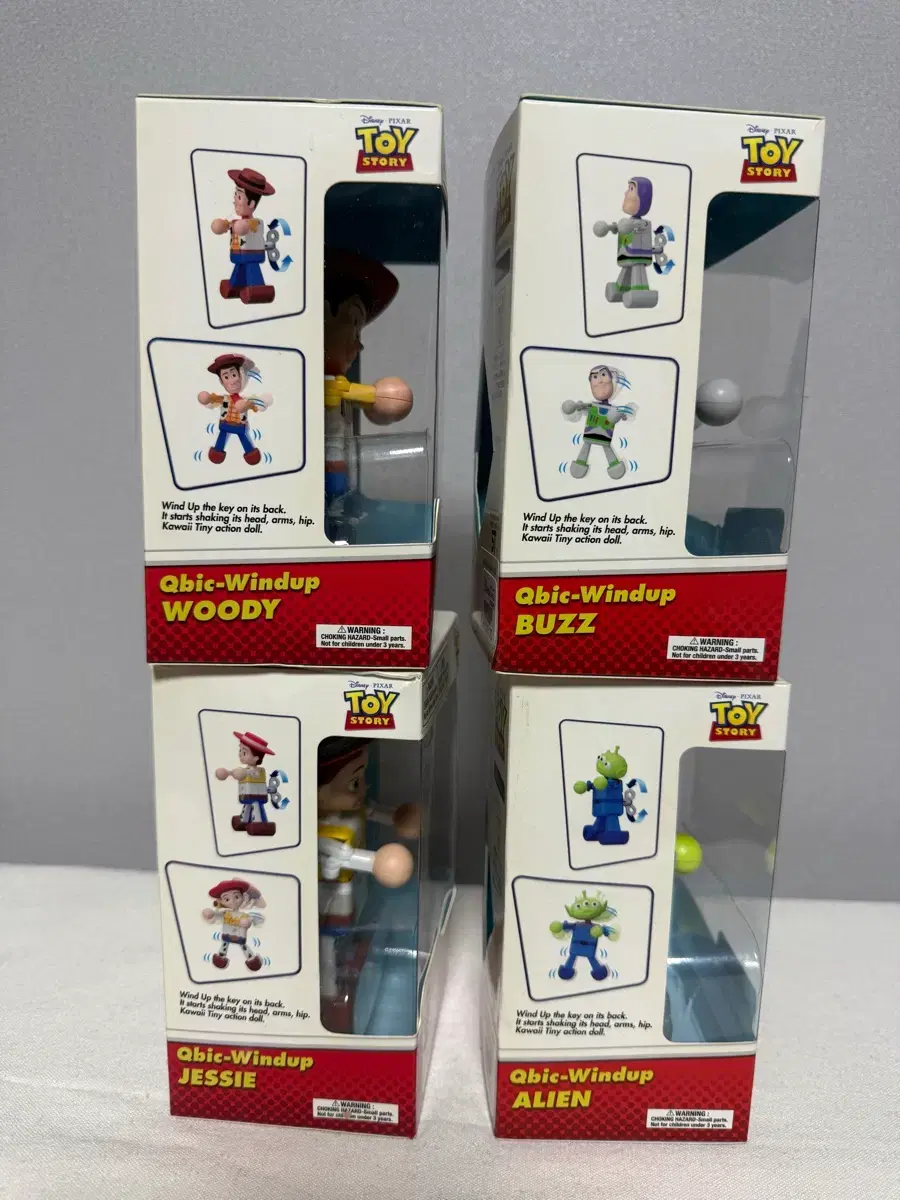 Disney · PIXAR
TOY
STORY
Wind Up the key on its back.
It starts shaking its head, arms, hip.
Kawaii Tiny action doll.
Qbic-Windup
WOODY
⚠WARNING :
CHOKING HAZARD-Small parts.
Not for children under 3 years.
Disney · PIXAR
TOY
STORY
Wind Up the key on its back.
It starts shaking its head, arms, hip.
Kawaii Tiny action doll.
Qbic-Windup
BUZZ
⚠WARNING :
CHOKING HAZARD-Small parts.
Not for children under 3 years.
Disney · PIXAR
TOY
STORY
Wind Up the key on its back.
It starts shaking its head, arms, hip.
Kawaii Tiny action doll.
Qbic-Windup
JESSIE
⚠WARNING :
CHOKING HAZARD-Small parts.
Not for children under 3 years.
Disney · PIXAR
TOY
STORY
Wind Up the key on its back.
It starts shaking its head, arms, hip.
Kawaii Tiny action doll.
Qbic-Windup
ALIEN
⚠WARNING :
CHOKING HAZARD-Small parts.
Not for children under 3 years.